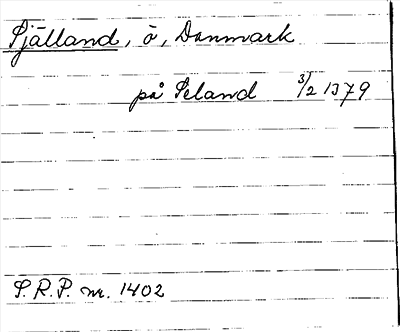 Själland, ö, Danmark
på Seland 3/2 1379
S.R.P. nr. 1402